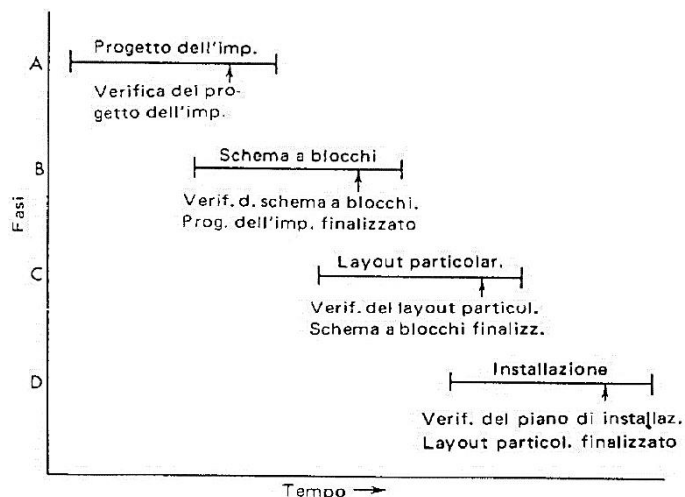 Progetto dell'imp.
A
Verifica del pro-
getto dell'imp.
Schema a blocchi
B
Verif. d. schema a blocchi.
Prog. dell'imp. finalizzato
Fasi
Layout particolar.
C
Verif. del layout particol.
Schema a blocchi finalizz.
Installazione
D
Verif. del piano di installaz.
Layout particol. finalizzato
Tempo